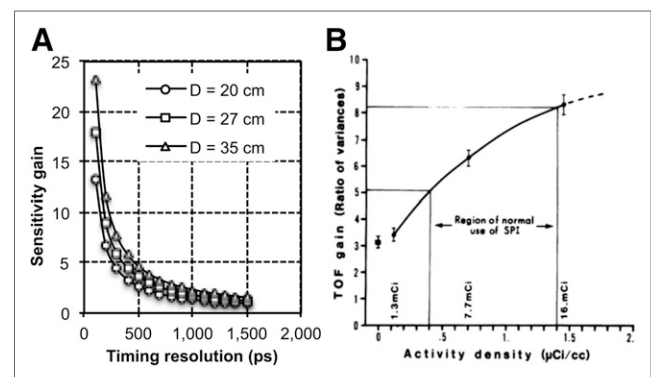 A
25
20
15
10
5
0
Sensitivity gain
D = 20 cm
D = 27 cm
D = 35 cm
0 500 1,000 1,500 2,000
Timing resolution (ps)
B
10
9
8
7
6
5
4
3
2
1
0
TOF gain (Ratio of variances)
Region of normal
use of SPI
1.3mCi
7.7mCi
16.mCi
0 .5 1. 1.5 2.
Activity density (µCi/cc)